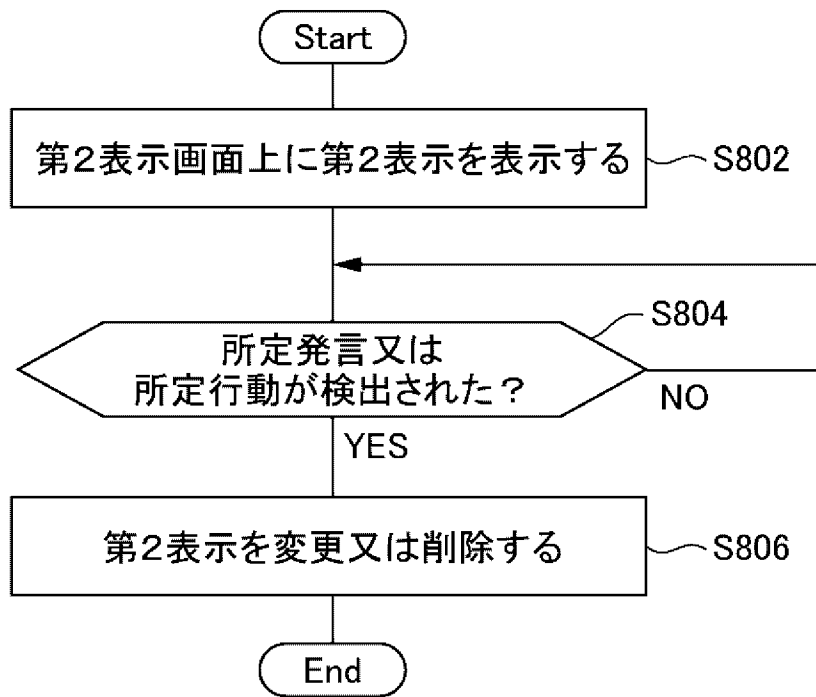 Start
第2表示画面上に第2表示を表示する
S802
S804
所定発言又は
所定行動が検出された？
NO
YES
第2表示を変更又は削除する
S806
End